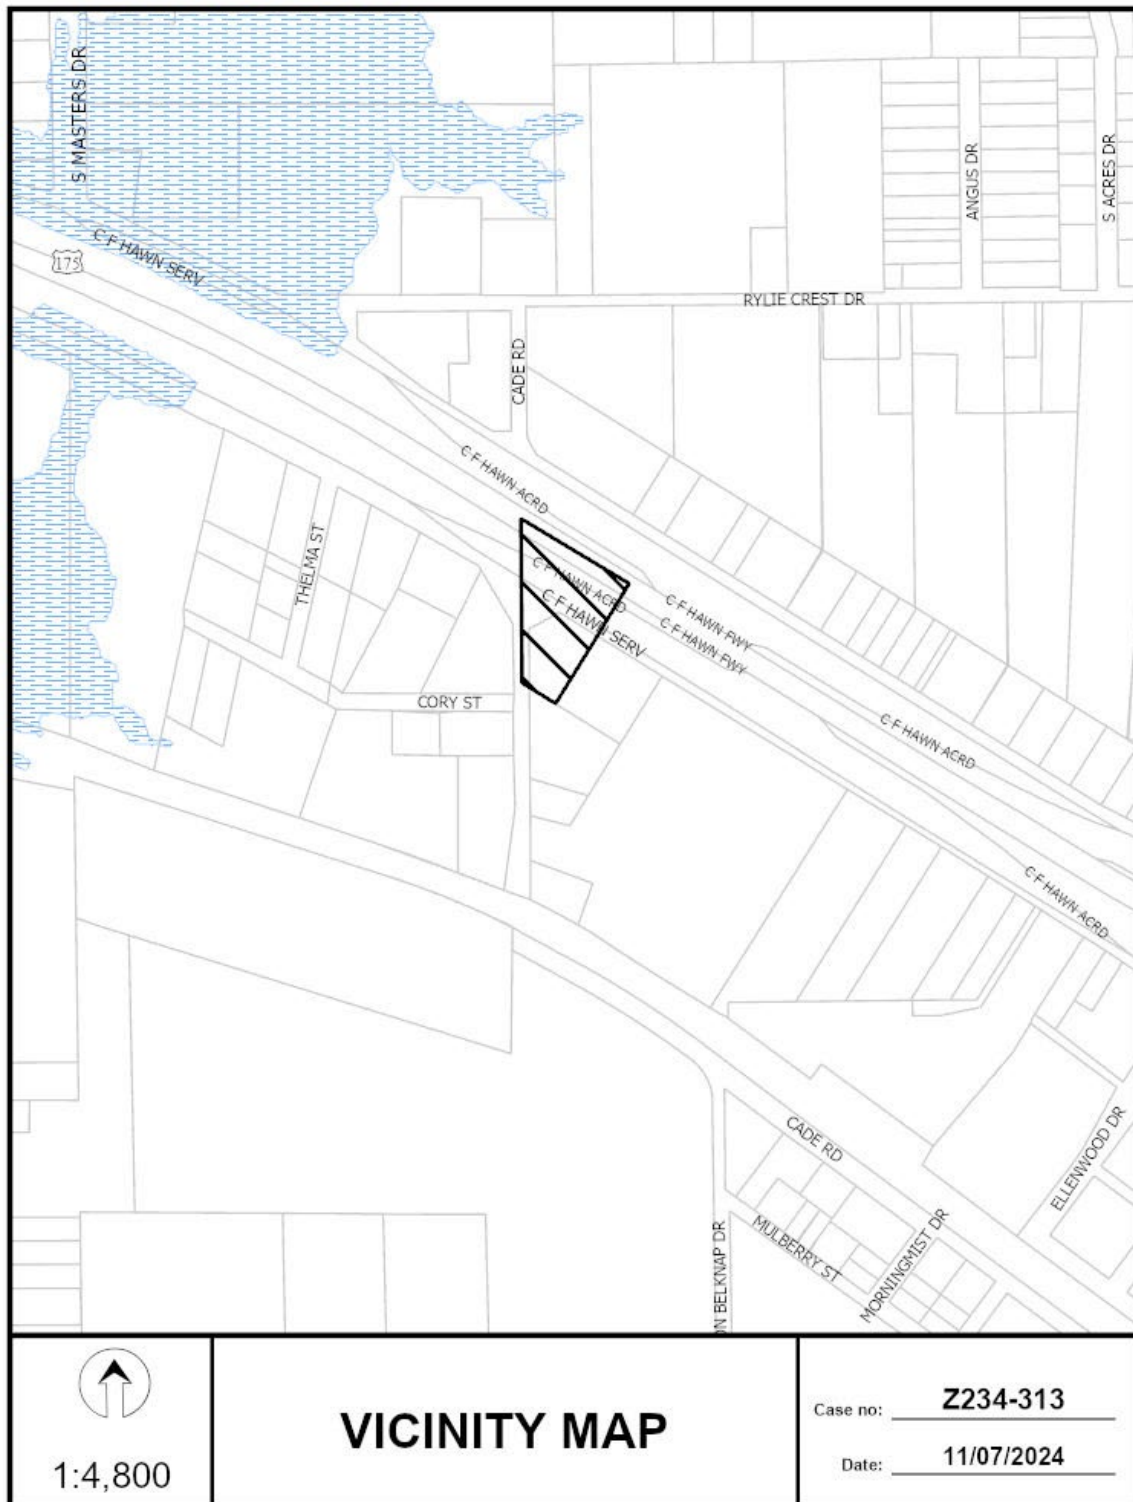 S MASTERS DR
C F HAWN SERV
175
ANGUS DR
S ACRES DR
RYLIE CREST DR
CADE RD
C F HAWN ACRD
THELMA ST
C F HAWN ACRD
C F HAWN SERV
C F HAWN FWY
C F HAWN FWY
CORY ST
C F HAWN ACRD
C F HAWN ACRD
CADE RD
ELLENWOOD DR
MULBERRY ST
MORNINGMIST DR
ON BELKNAP DR
1:4,800
VICINITY MAP
Case no: Z234-313
Date: 11/07/2024